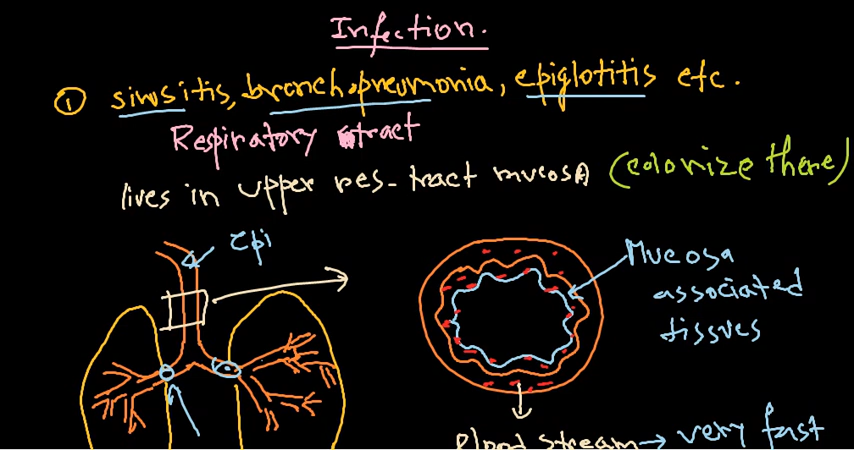 Infection.
① sinusitis, bronchopneumonia, epiglotitis etc.
Respiratory tract
lives in upper res-tract mucosa (colonize there)
Epi
Mucosa
associated
tissues
Blood stream → very fast